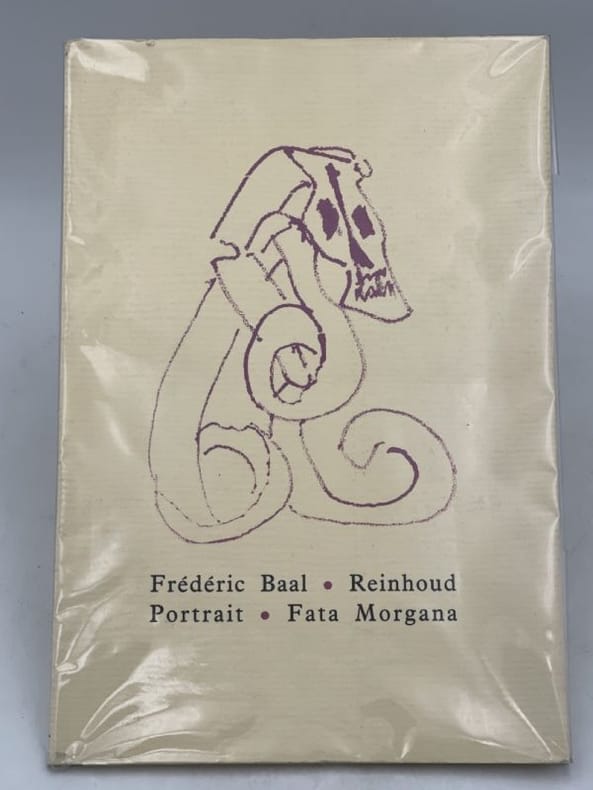 Frédéric Baal • Reinhoud
Portrait • Fata Morgana